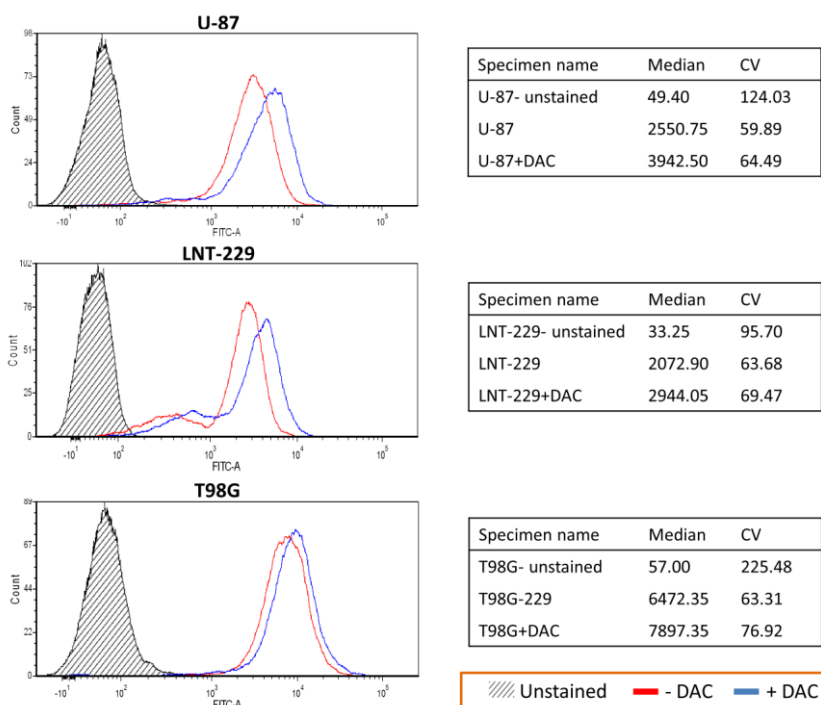 U-87
98
73
49
24
0
Count
-10¹ 10² 10³ 10⁴ 10⁵
FITC-A
Specimen name Median CV
U-87- unstained 49.40 124.03
U-87 2550.75 59.89
U-87+DAC 3942.50 64.49
LNT-229
102
76
51
25
0
Count
-10¹ 10² 10³ 10⁴ 10⁵
FITC-A
Specimen name Median CV
LNT-229- unstained 33.25 95.70
LNT-229 2072.90 63.68
LNT-229+DAC 2944.05 69.47
T98G
89
67
44
22
0
Count
-10¹ 10² 10³ 10⁴ 10⁵
FITC-A
Specimen name Median CV
T98G- unstained 57.00 225.48
T98G-229 6472.35 63.31
T98G+DAC 7897.35 76.92
Unstained - DAC + DAC